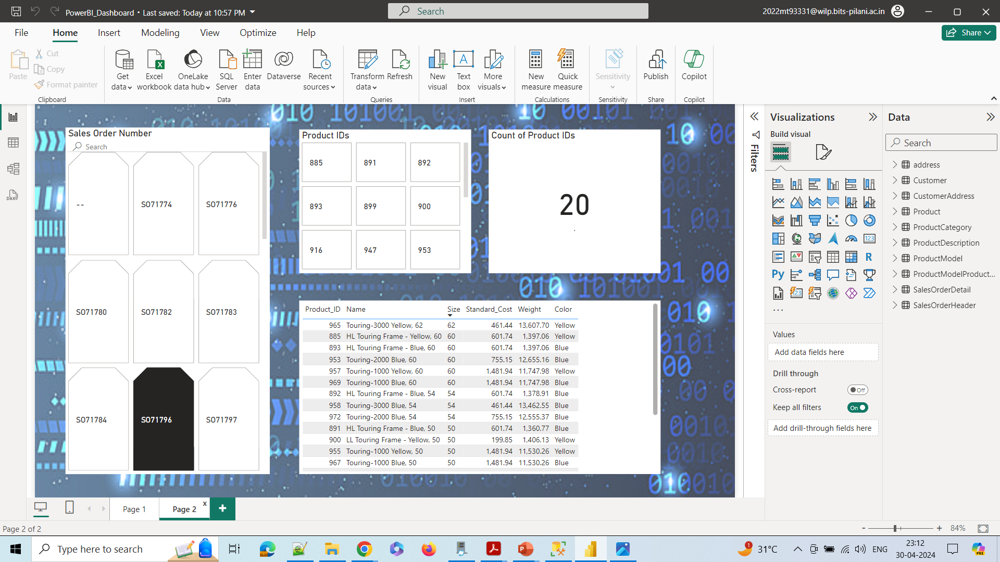 PowerBI_Dashboard • Last saved: Today at 10:57 PM
Search
2022mt93331@wilp.bits-pilani.ac.in
File Home Insert Modeling View Optimize Help
Share
Paste
Cut
Copy
Format painter
Clipboard
Get data
Excel workbook
OneLake data hub
SQL Server
Enter data
Dataverse
Recent sources
Data
Transform data
Refresh
Queries
New visual
Text box
More visuals
Insert
New measure
Quick measure
Calculations
Sensitivity
Sensitivity
Publish
Share
Copilot
Copilot
DAX
Sales Order Number
Search
--
SO71774
SO71776
SO71780
SO71782
SO71783
SO71784
SO71796
SO71797
Product IDs
885 891 892
893 899 900
916 947 953
Count of Product IDs
20
Product_ID Name Size Standard_Cost Weight Color
965 Touring-3000 Yellow, 62 62 461.44 13,607.70 Yellow
885 HL Touring Frame - Yellow, 60 60 601.74 1,397.06 Yellow
893 HL Touring Frame - Blue, 60 60 601.74 1,397.06 Blue
953 Touring-2000 Blue, 60 60 755.15 12,655.16 Blue
957 Touring-1000 Yellow, 60 60 1,481.94 11,747.98 Yellow
969 Touring-1000 Blue, 60 60 1,481.94 11,747.98 Blue
892 HL Touring Frame - Blue, 54 54 601.74 1,378.91 Blue
958 Touring-3000 Blue, 54 54 461.44 13,462.55 Blue
972 Touring-2000 Blue, 54 54 755.15 12,555.37 Blue
891 HL Touring Frame - Blue, 50 50 601.74 1,360.77 Blue
900 LL Touring Frame - Yellow, 50 50 199.85 1,406.13 Yellow
955 Touring-1000 Yellow, 50 50 1,481.94 11,530.26 Yellow
967 Touring-1000 Blue, 50 50 1,481.94 11,530.26 Blue
Filters
Visualizations
Build visual
123
R
Py
123
...
Values
Add data fields here
Drill through
Cross-report Off
Keep all filters On
Add drill-through fields here
Data
Search
address
Customer
CustomerAddress
Product
ProductCategory
ProductDescription
ProductModel
ProductModelProduct...
SalesOrderDetail
SalesOrderHeader
Page 1
Page 2 x
+
Page 2 of 2
- + 84%
Type here to search
1 31°C
ENG
23:12
30-04-2024
PRE